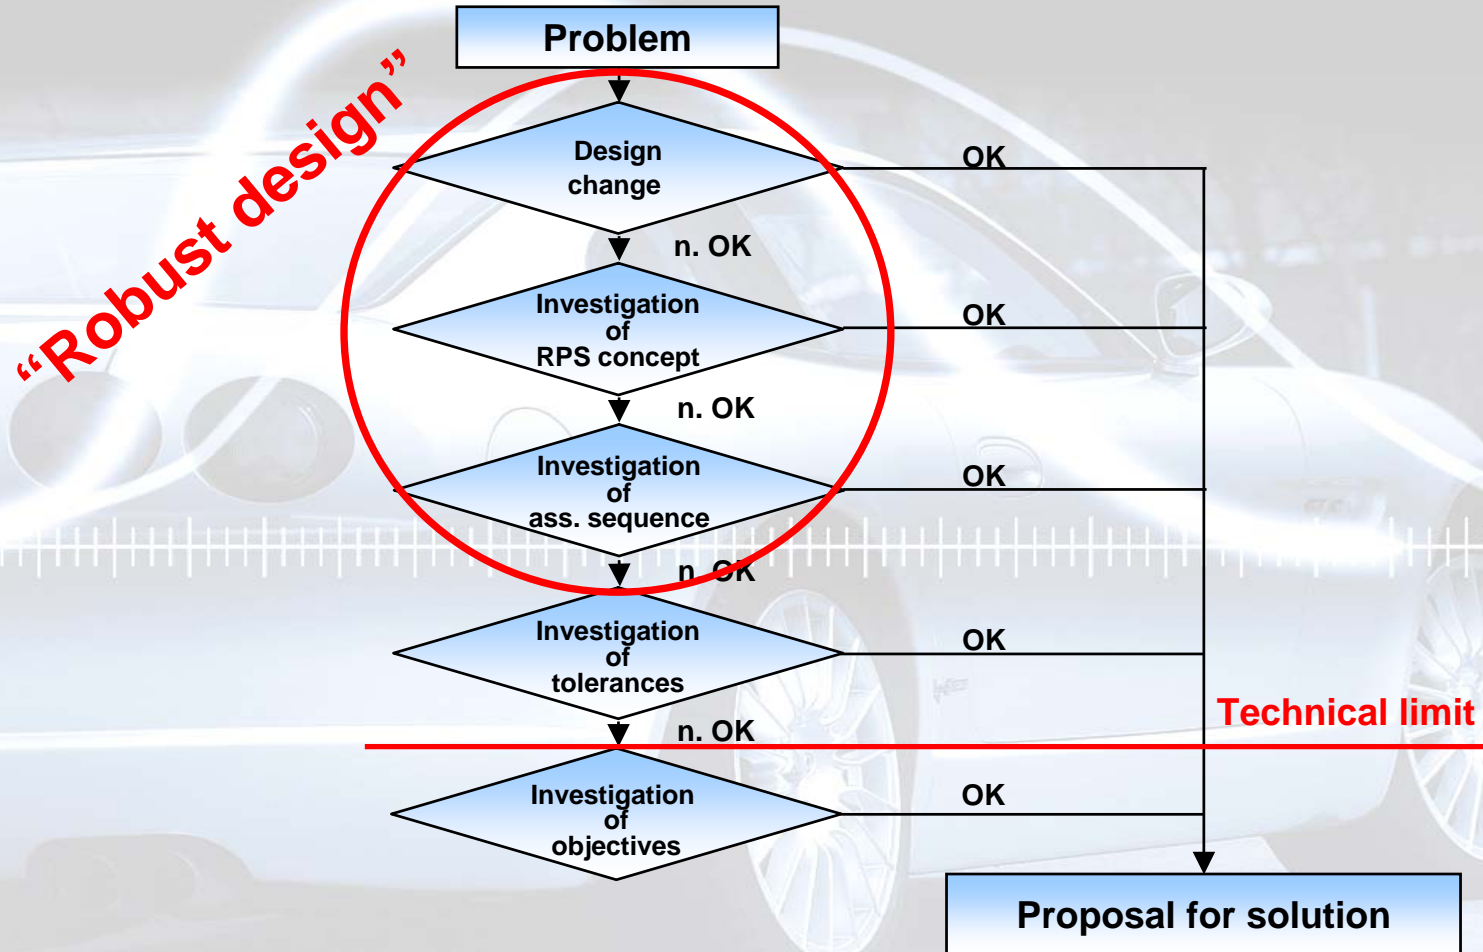 Problem
“Robust design”
Design
change
OK
n. OK
Investigation
of
RPS concept
OK
n. OK
Investigation
of
ass. sequence
OK
n. OK
Investigation
of
tolerances
OK
Technical limit
n. OK
Investigation
of
objectives
OK
Proposal for solution